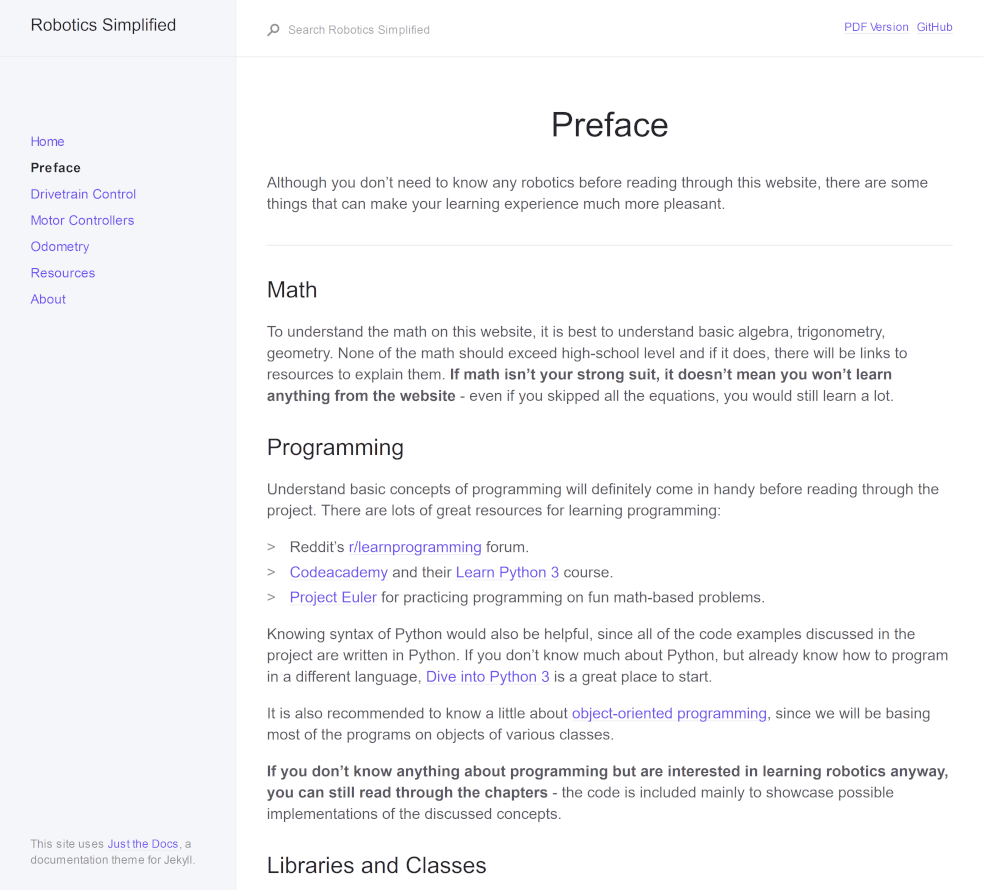 Robotics Simplified
Search Robotics Simplified
PDF Version GitHub
Home
Preface
Drivetrain Control
Motor Controllers
Odometry
Resources
About
This site uses Just the Docs, a
documentation theme for Jekyll.
Preface
Although you don’t need to know any robotics before reading through this website, there are some
things that can make your learning experience much more pleasant.
Math
To understand the math on this website, it is best to understand basic algebra, trigonometry,
geometry. None of the math should exceed high-school level and if it does, there will be links to
resources to explain them. If math isn’t your strong suit, it doesn’t mean you won’t learn
anything from the website - even if you skipped all the equations, you would still learn a lot.
Programming
Understand basic concepts of programming will definitely come in handy before reading through the
project. There are lots of great resources for learning programming:
> Reddit’s r/learnprogramming forum.
> Codeacademy and their Learn Python 3 course.
> Project Euler for practicing programming on fun math-based problems.
Knowing syntax of Python would also be helpful, since all of the code examples discussed in the
project are written in Python. If you don’t know much about Python, but already know how to program
in a different language, Dive into Python 3 is a great place to start.
It is also recommended to know a little about object-oriented programming, since we will be basing
most of the programs on objects of various classes.
If you don’t know anything about programming but are interested in learning robotics anyway,
you can still read through the chapters - the code is included mainly to showcase possible
implementations of the discussed concepts.
Libraries and Classes